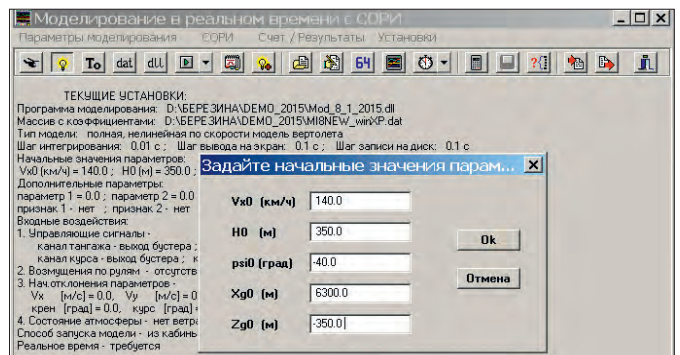 Моделирование в реальном времени с СОРИ
Параметры моделирования СОРИ Счет / Результаты Установки
To dat dll 64
ТЕКУЩИЕ УСТАНОВКИ:
Программа моделирования: D:\БЕРЕЗИНА\DEMO_2015\Mod_8_1_2015.dll
Массив с коэффициентами: D:\БЕРЕЗИНА\DEMO_2015\MI8NEW_winXP.dat
Тип модели: полная, нелинейная по скорости модель вертолета
Шаг интегрирования: 0.01 с ; Шаг вывода на экран: 0.1 с ; Шаг записи на диск: 0.1 с
Начальные значения параметров:
Vx0 (км/ч) = 140.0 ; H0 (м) = 350.0 ;
Дополнительные параметры:
параметр 1 = 0.0 ; параметр 2 = 0.0
признак 1 - нет ; признак 2 - нет
Входные воздействия:
1. Управляющие сигналы -
канал тангажа - выход бустера ;
канал курса - выход бустера ;
2. Возмущения по рулям - отсутств
3. Нач.отклонения параметров -
Vx [м/с] = 0.0, Vy [м/с] = 0
крен [град] = 0.0, курс [град] =
4. Состояние атмосферы - нет ветра
Способ запуска модели - из кабины
Реальное время - требуется
Задайте начальные значения парам...
Vx0 (км/ч) 140.0
H0 (м) 350.0
psi0 (град) -40.0
Xg0 (м) 6300.0
Zg0 (м) -350.0
Ok
Отмена